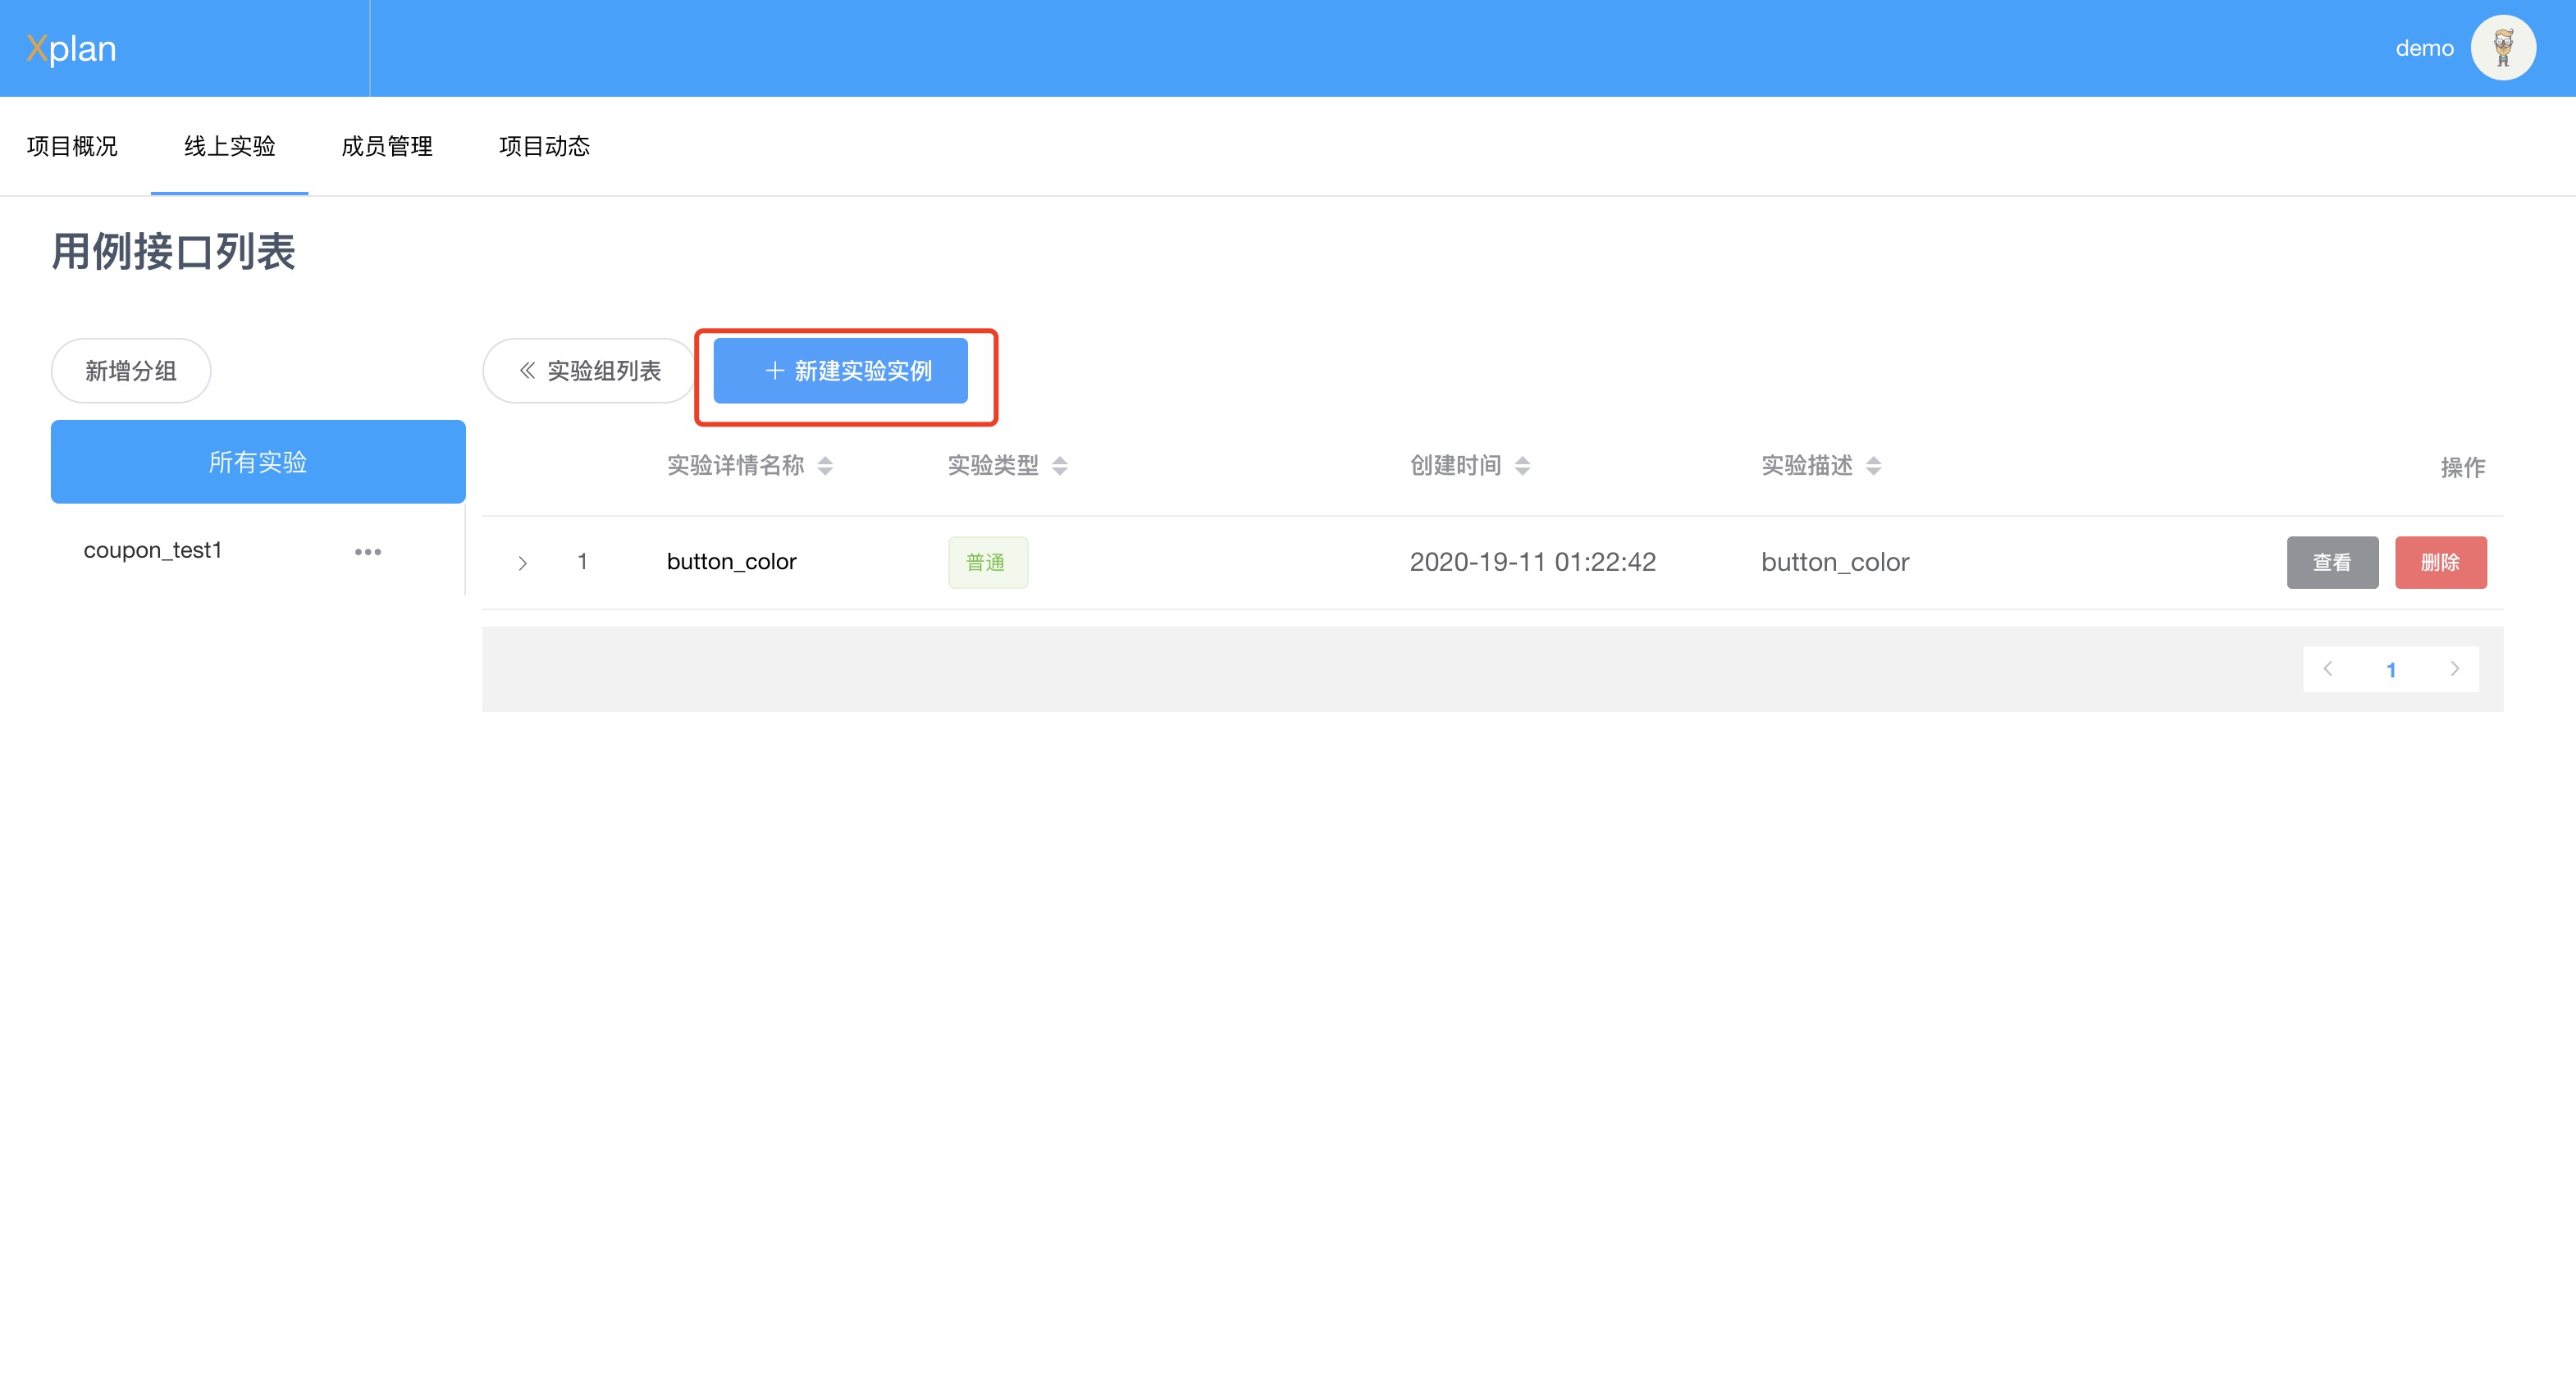 Xplan
demo
项目概况 线上实验 成员管理 项目动态
用例接口列表
新增分组 实验组列表 新建实验实例
所有实验
coupon_test1
实验详情名称 实验类型 创建时间 实验描述 操作
1 button_color 普通 2020-19-11 01:22:42 button_color 查看 删除
1